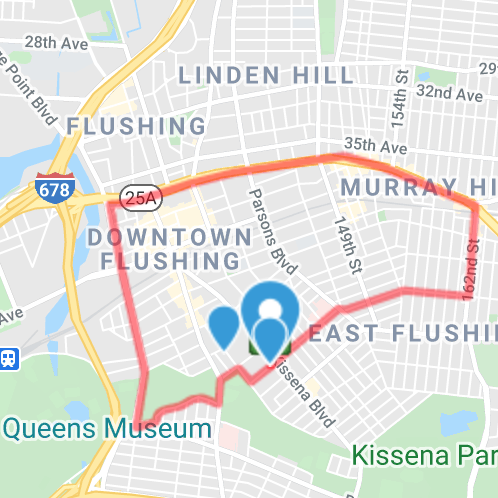 28th Ave
LINDEN HILL
29
32nd Ave
154th St
Point Blvd
FLUSHING
35th Ave
678
25A
MURRAY HI
Parsons Blvd
149th St
DOWNTOWN
FLUSHING
162nd St
Ave
EAST FLUSHIN
Kissena Blvd
Queens Museum
Kissena Par